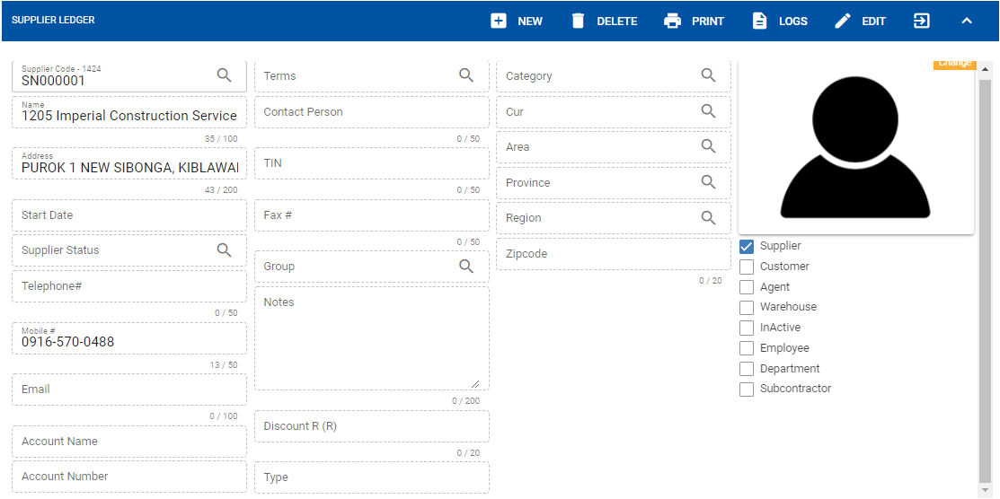 SUPPLIER LEDGER
NEW
DELETE
PRINT
LOGS
EDIT
Supplier Code - 1424
SN000001
Name
1205 Imperial Construction Service
35 / 100
Address
PUROK 1 NEW SIBONGA, KIBLAWA
43 / 200
Start Date
Supplier Status
Telephone#
0 / 50
Mobile #
0916-570-0488
13 / 50
Email
0 / 100
Account Name
Account Number
Terms
Contact Person
0 / 50
TIN
0 / 50
Fax #
0 / 50
Group
Notes
0 / 200
Discount R (R)
0 / 20
Type
Category
Cur
Area
Province
Region
Zipcode
0 / 20
Change
Supplier
Customer
Agent
Warehouse
InActive
Employee
Department
Subcontractor